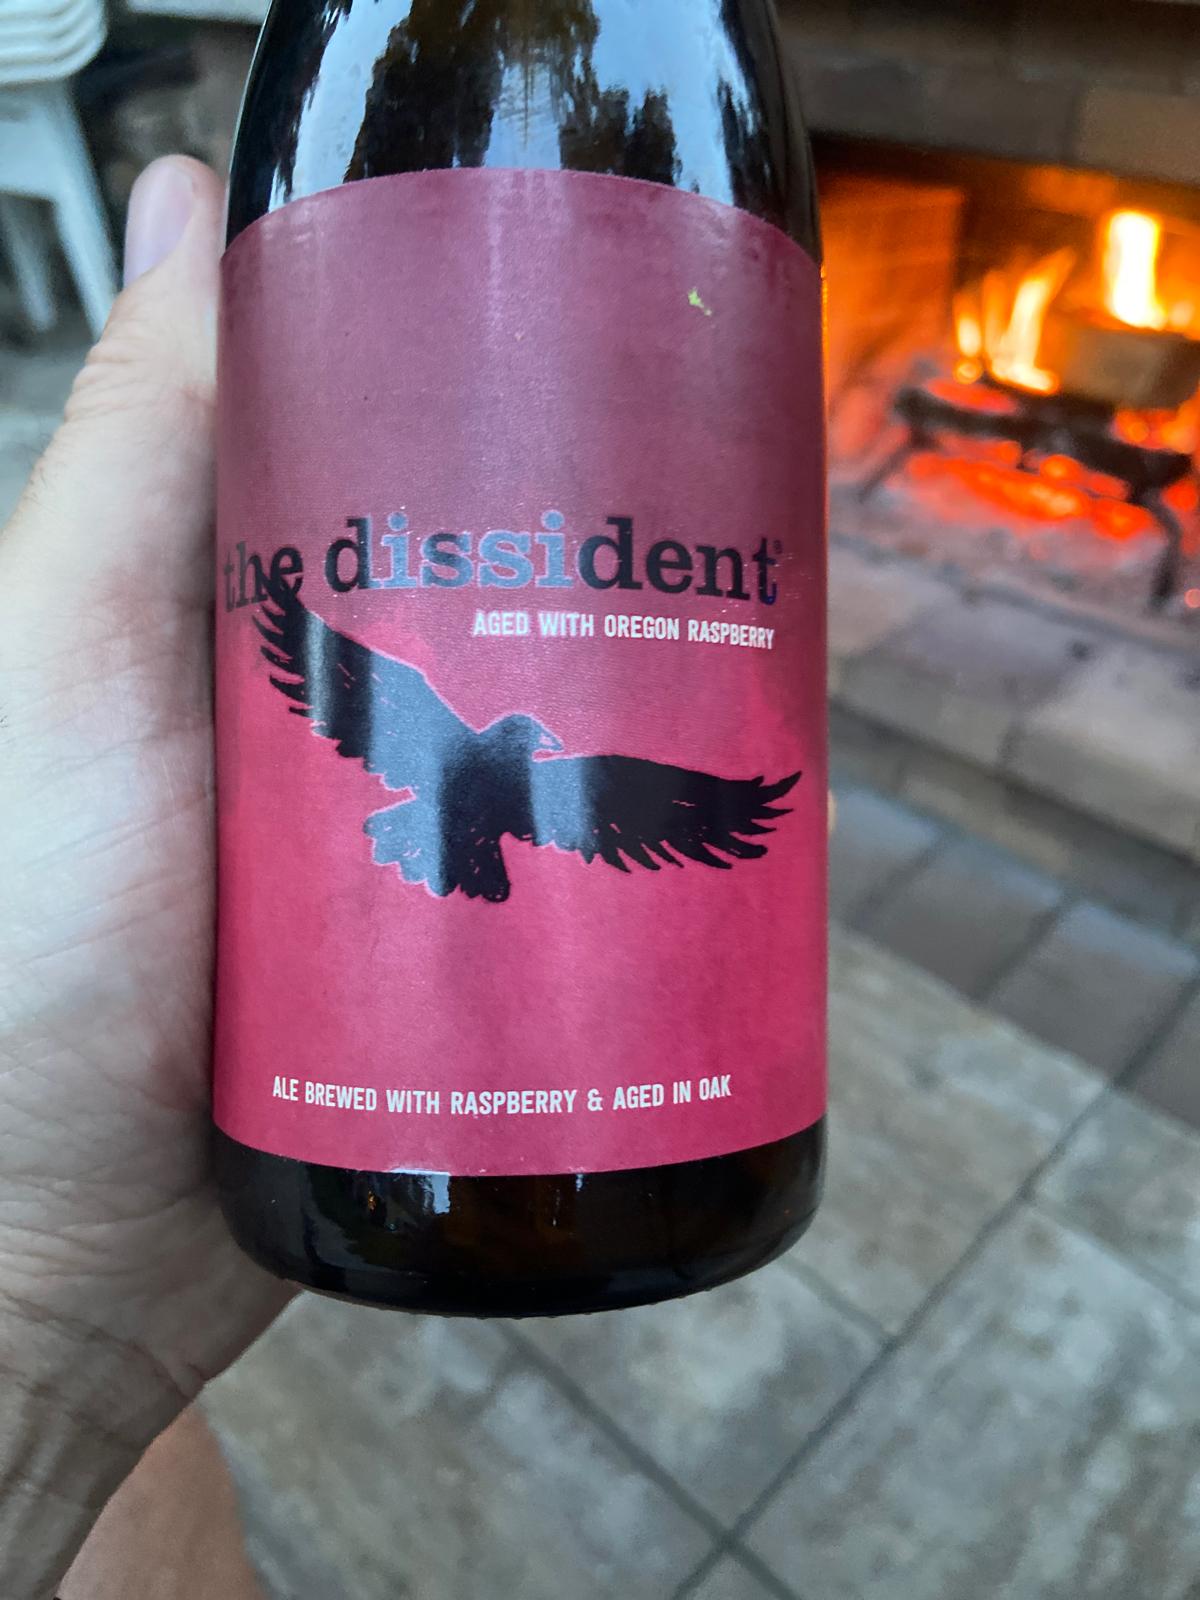 the dissident®
AGED WITH OREGON RASPBERRY
ALE BREWED WITH RASPBERRY & AGED IN OAK